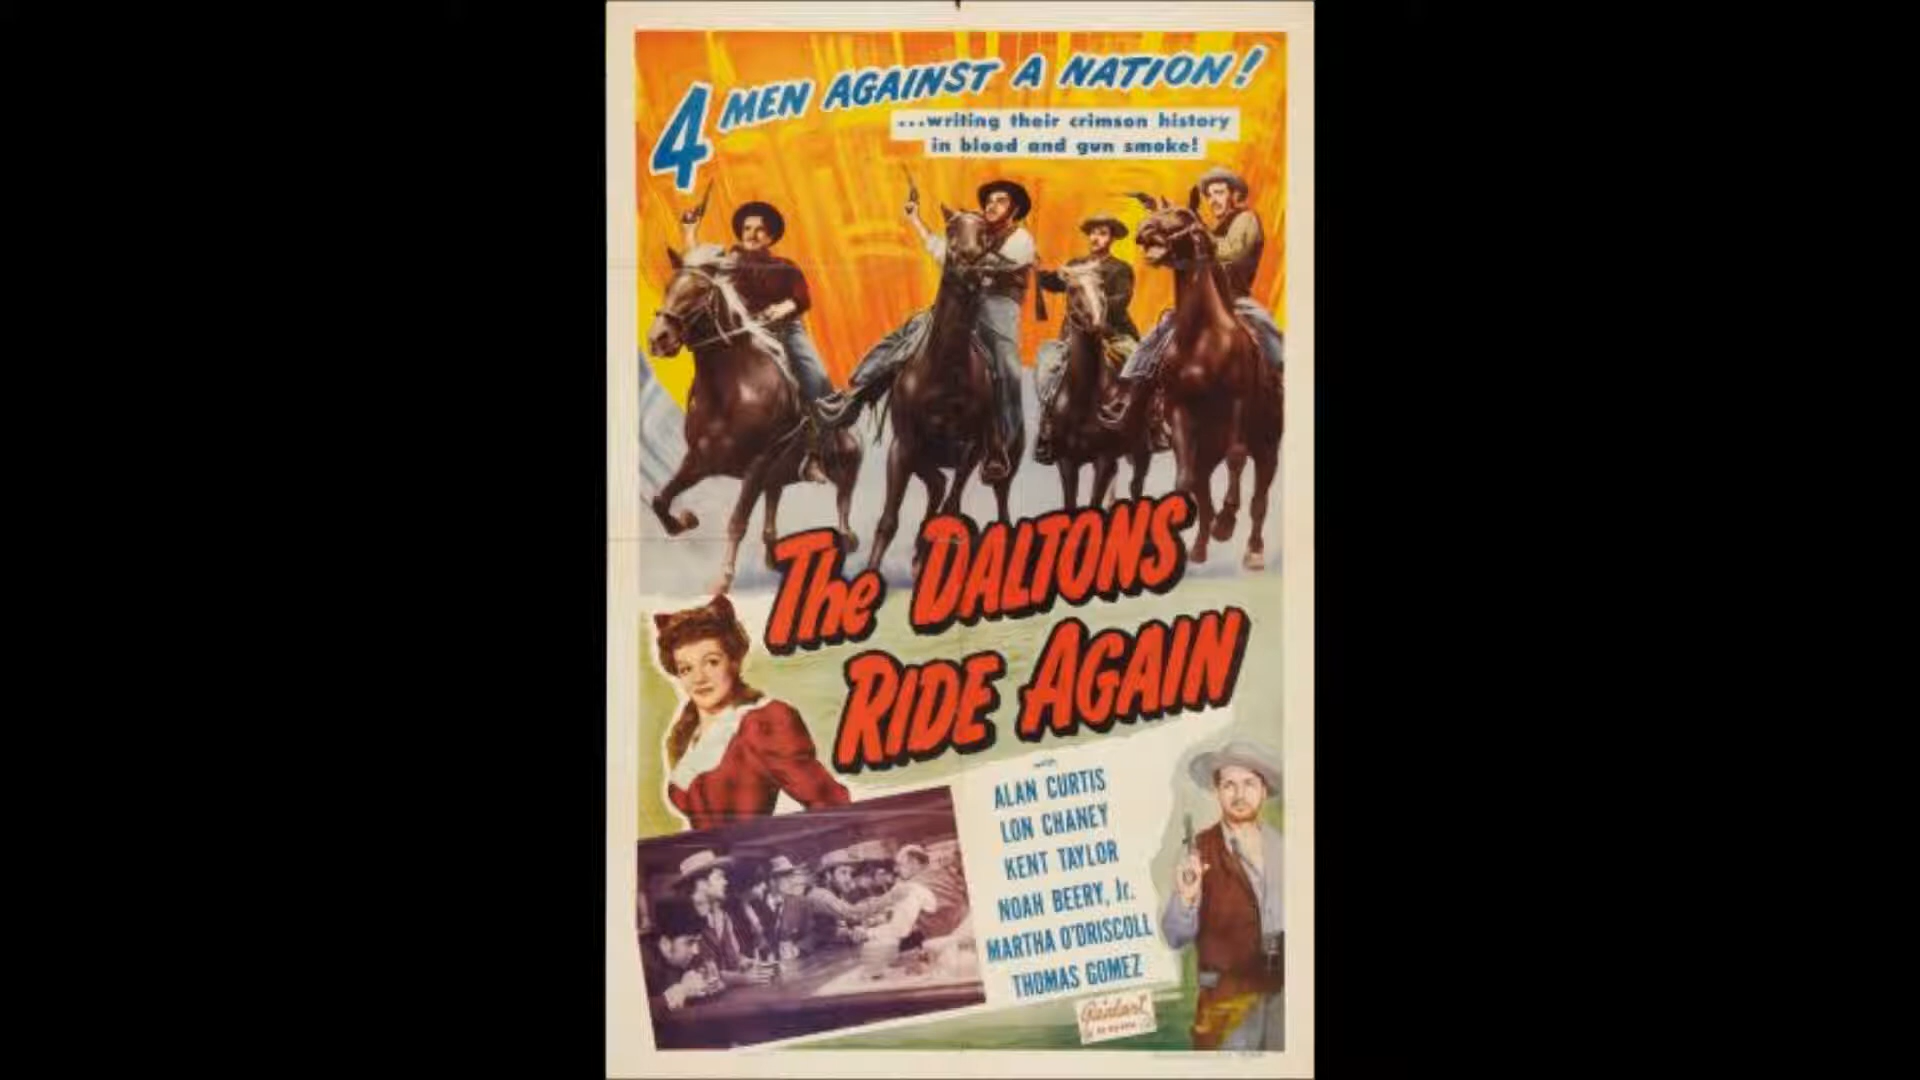 4 MEN AGAINST A NATION!
...writing their crimson history
in blood and gun smoke!
The DALTONS
RIDE AGAIN
with
ALAN CURTIS
LON CHANEY
KENT TAYLOR
NOAH BEERY, Jr.
MARTHA O'DRISCOLL
THOMAS GOMEZ
Realart